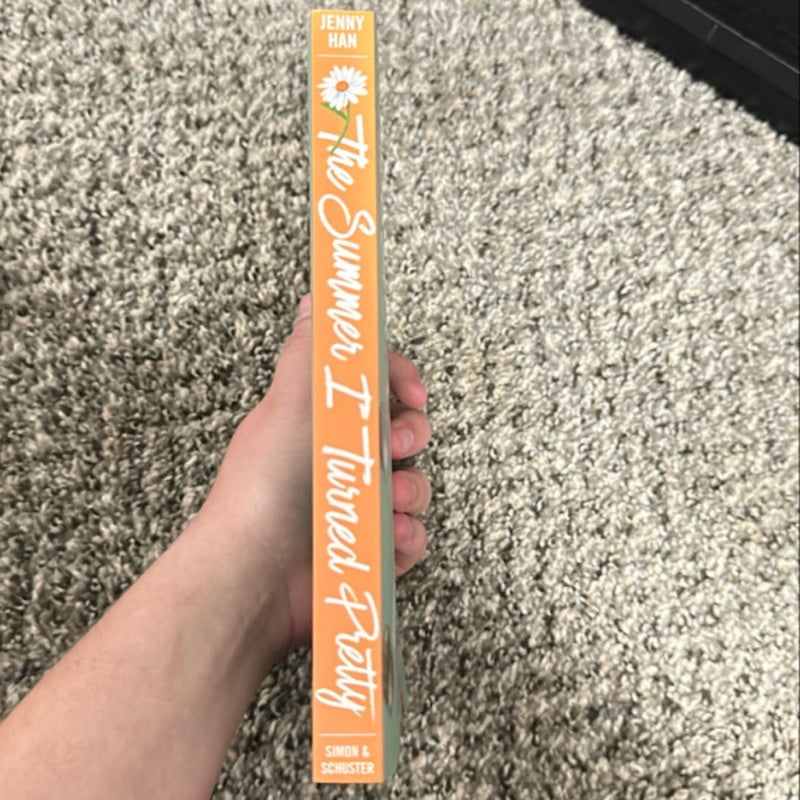 JENNY
HAN
The Summer I Turned Pretty
SIMON &
SCHUSTER